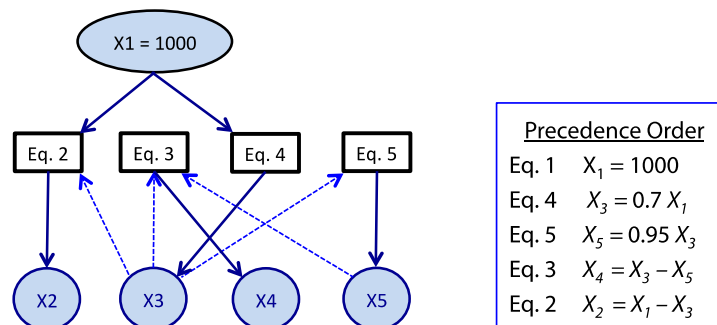 X1 = 1000
Eq. 2
Eq. 3
Eq. 4
Eq. 5
X2
X3
X4
X5
Precedence Order
Eq. 1 X₁ = 1000
Eq. 4 X₃ = 0.7 X₁
Eq. 5 X₅ = 0.95 X₃
Eq. 3 X₄ = X₃ – X₅
Eq. 2 X₂ = X₁ – X₃